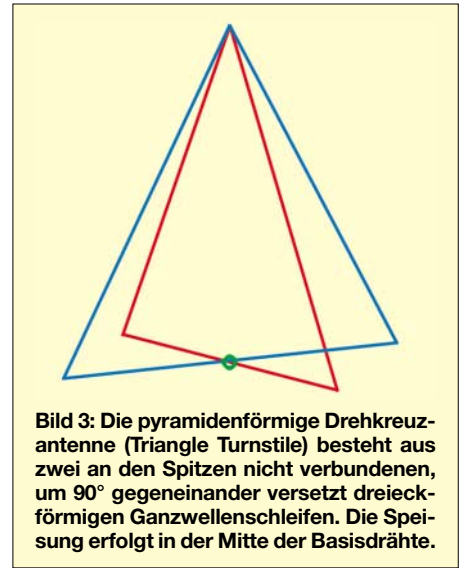 Bild 3: Die pyramidenförmige Drehkreuz-
antenne (Triangle Turnstile) besteht aus
zwei an den Spitzen nicht verbundenen,
um 90° gegeneinander versetzt dreieck-
förmigen Ganzwellenschleifen. Die Spei-
sung erfolgt in der Mitte der Basisdrähte.